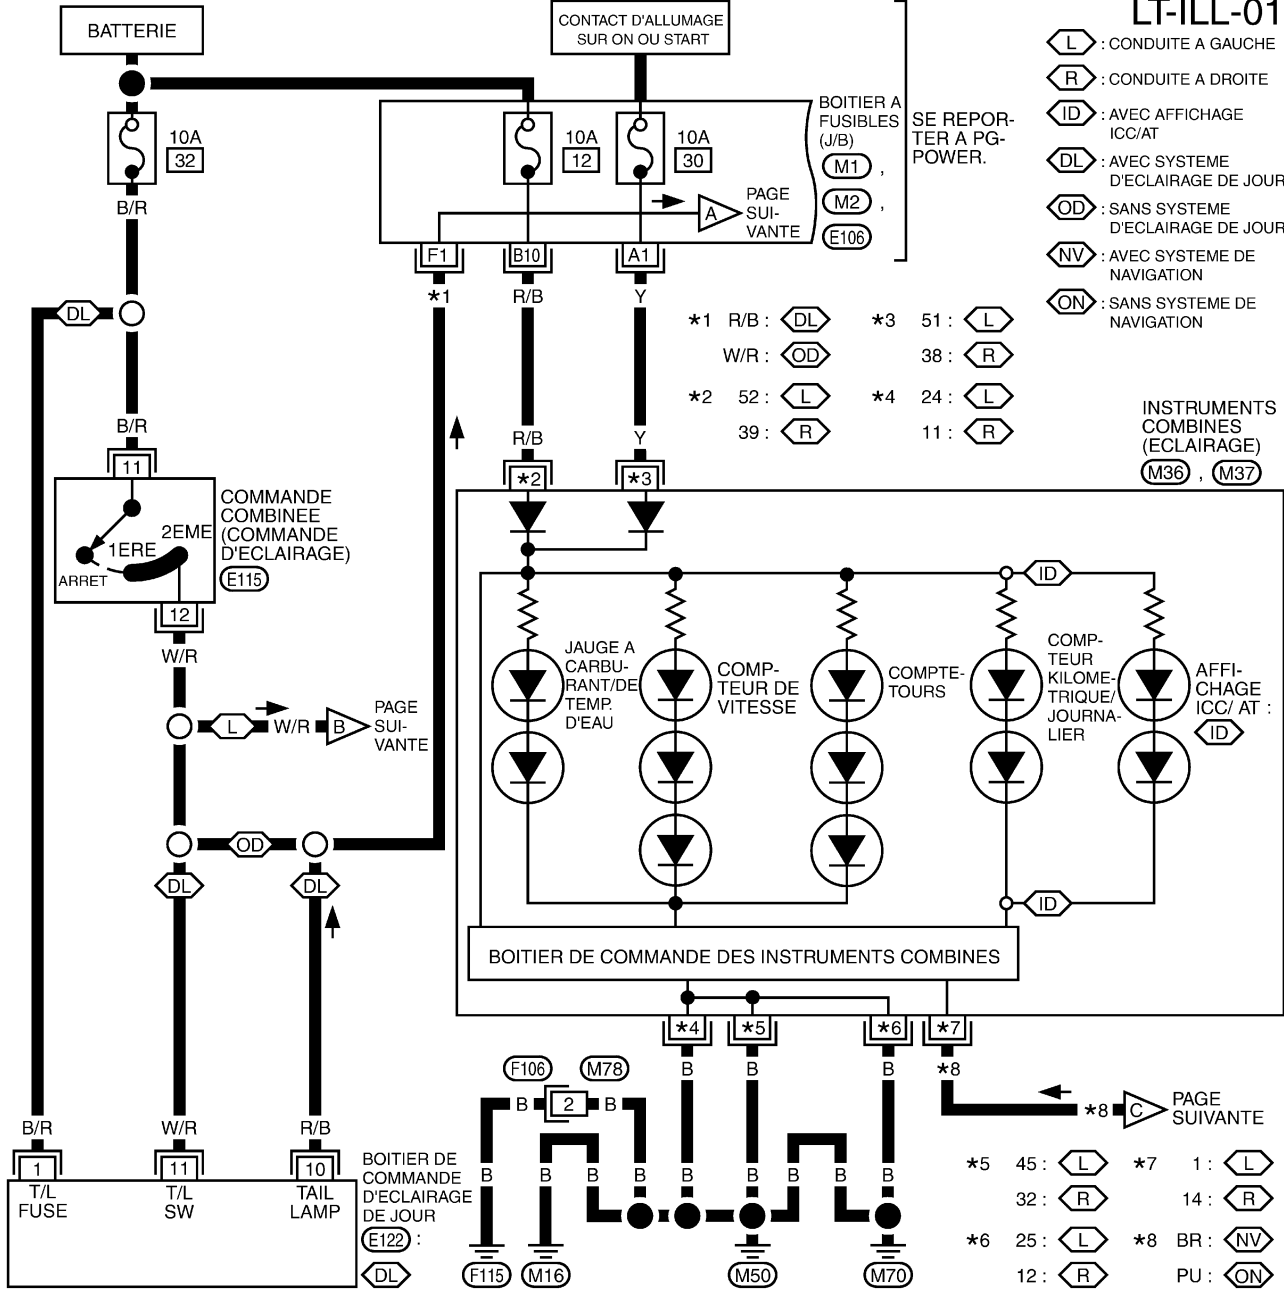 LT-ILL-01
BATTERIE
CONTACT D'ALLUMAGE
SUR ON OU START
L : CONDUITE A GAUCHE
R : CONDUITE A DROITE
ID : AVEC AFFICHAGE
ICC/AT
DL : AVEC SYSTEME
D'ECLAIRAGE DE JOUR
OD : SANS SYSTEME
D'ECLAIRAGE DE JOUR
NV : AVEC SYSTEME DE
NAVIGATION
ON : SANS SYSTEME DE
NAVIGATION
10A
32
10A
12
10A
30
BOITIER A
FUSIBLES
(J/B)
M1 ,
M2 ,
E106
SE REPOR-
TER A PG-
POWER.
A
PAGE
SUI-
VANTE
B/R
F1
B10
A1
*1
R/B
Y
DL
*1 R/B : DL
W/R : OD
*2 52 : L
39 : R
*3 51 : L
38 : R
*4 24 : L
11 : R
B/R
R/B
Y
11
*2
*3
INSTRUMENTS
COMBINES
(ECLAIRAGE)
M36 , M37
COMMANDE
COMBINEE
(COMMANDE
D'ECLAIRAGE)
E115
2EME
1ERE
ARRET
12
W/R
L
W/R
B
PAGE
SUI-
VANTE
OD
DL
DL
ID
JAUGE A
CARBU-
RANT/DE
TEMP.
D'EAU
COMP-
TEUR DE
VITESSE
COMPTE-
TOURS
COMP-
TEUR
KILOME-
TRIQUE/
JOURNA-
LIER
AFFI-
CHAGE
ICC/ AT :
ID
ID
BOITIER DE COMMANDE DES INSTRUMENTS COMBINES
*4
*5
*6
*7
B
B
B
*8
F106
M78
B
2
B
*8
C
PAGE
SUIVANTE
B/R
W/R
R/B
1
11
10
T/L
FUSE
T/L
SW
TAIL
LAMP
BOITIER DE
COMMANDE
D'ECLAIRAGE
DE JOUR
E122 :
DL
B
B
B
B
B
B
B
B
B
F115
M16
M50
M70
*5 45 : L
32 : R
*6 25 : L
12 : R
*7 1 : L
14 : R
*8 BR : NV
PU : ON